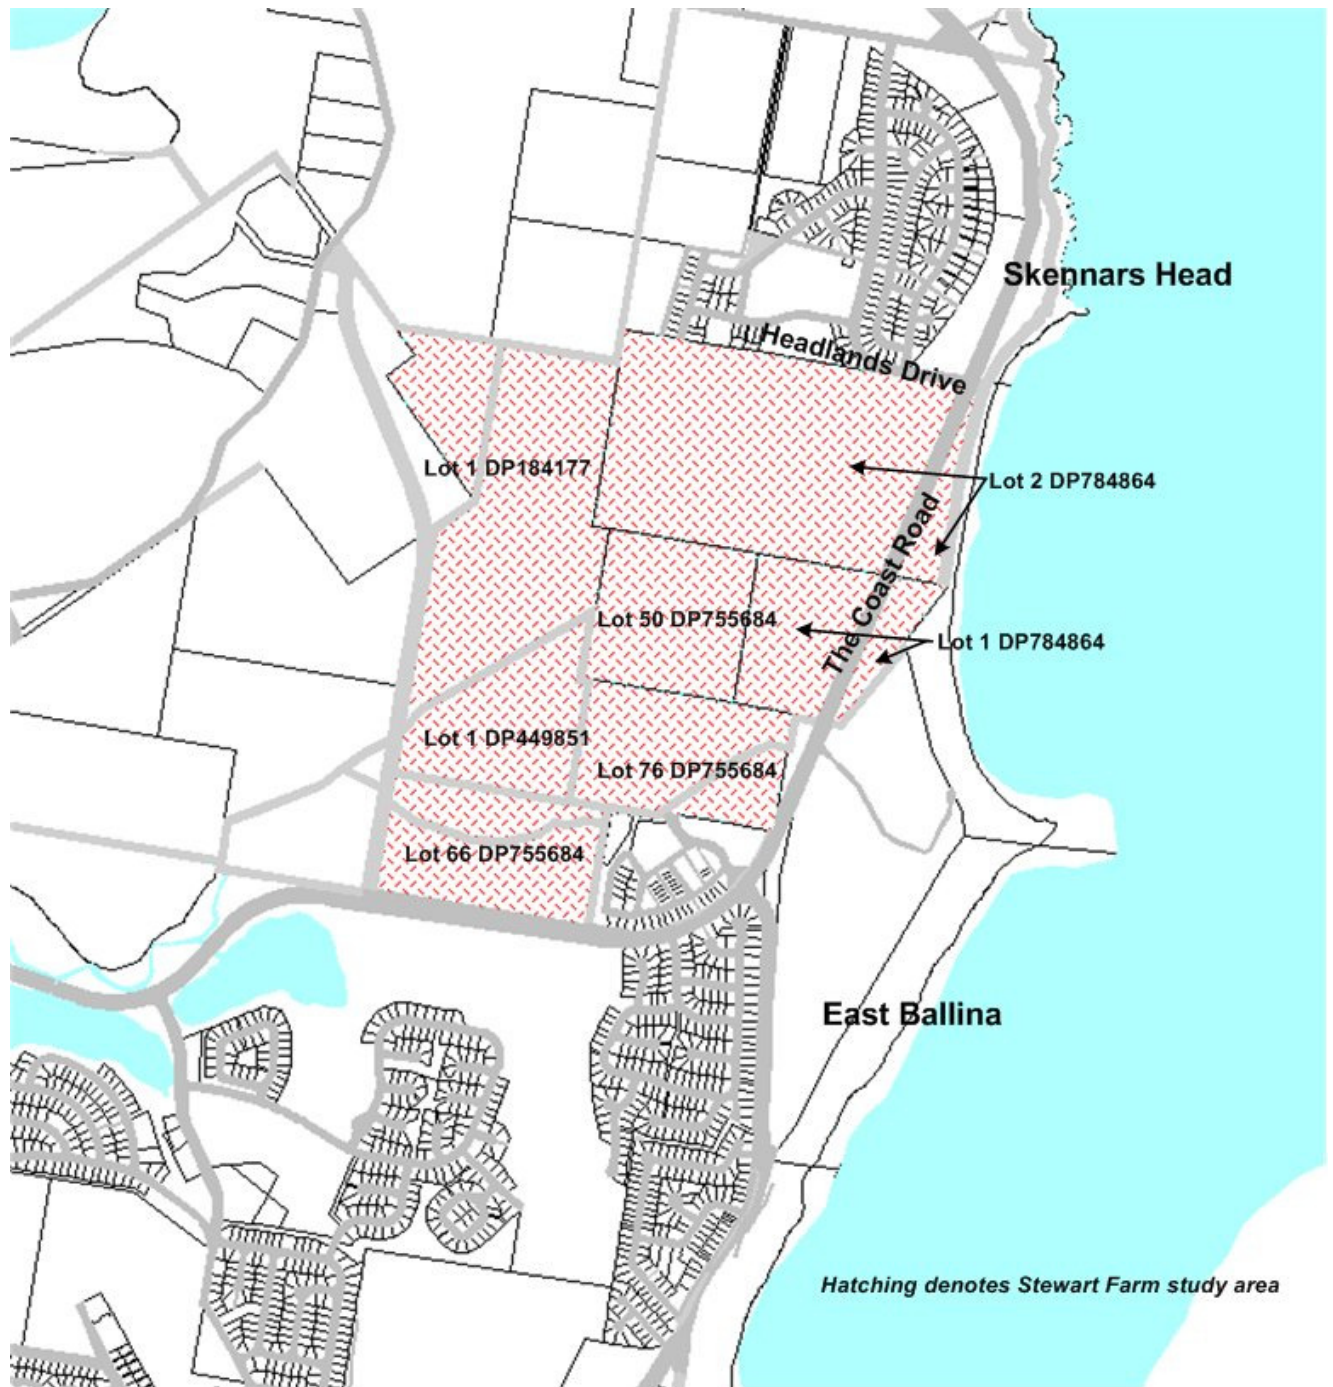 Skennars Head
Headlands Drive
Lot 1 DP184177
Lot 2 DP784864
The Coast Road
Lot 50 DP755684
Lot 1 DP784864
Lot 1 DP449851
Lot 76 DP755684
Lot 66 DP755684
East Ballina
Hatching denotes Stewart Farm study area